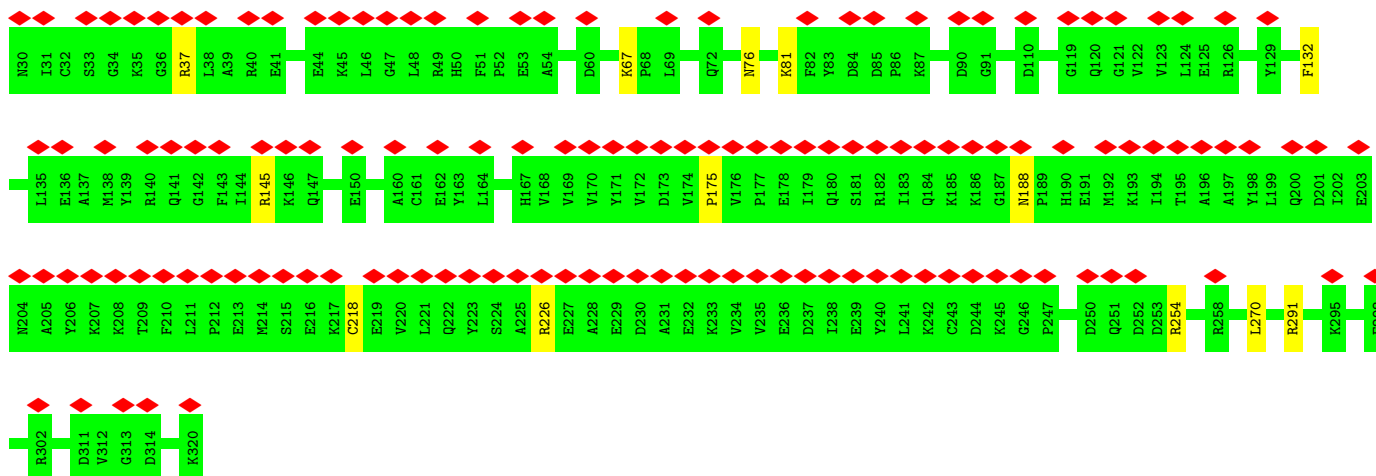 N30 I31 C32 S33 G34 K35 G36 R37 L38 A39 R40 E41 E44 K45 L46 G47 L48 R49 H50 F51 P52 E53 A54 D60 K67 P68 L69 Q72 N76 K81 F82 Y83 D84 D85 P86 K87 D90 G91 D110 G119 Q120 G121 V122 V123 L124 E125 R126 Y129 F132
L135 E136 A137 M138 Y139 R140 Q141 G142 F143 I144 R145 K146 Q147 E150 A160 C161 E162 Y163 L164 H167 V168 V169 V170 Y171 V172 D173 V174 P175 V176 P177 E178 I179 Q180 S181 R182 I183 Q184 K185 K186 G187 N188 P189 H190 E191 M192 K193 I194 T195 A196 A197 Y198 L199 Q200 D201 I202 E203
N204 A205 Y206 K207 K208 T209 F210 L211 P212 E213 M214 S215 E216 K217 C218 E219 V220 L221 Q222 Y223 S224 A225 R226 E227 A228 E229 D230 A231 E232 K233 V234 V235 E236 D237 I238 E239 Y240 L241 K242 C243 D244 K245 G246 P247 D250 Q251 D252 D253 R254 R258 L270 R291 K295
R302 D311 V312 G313 D314 K320